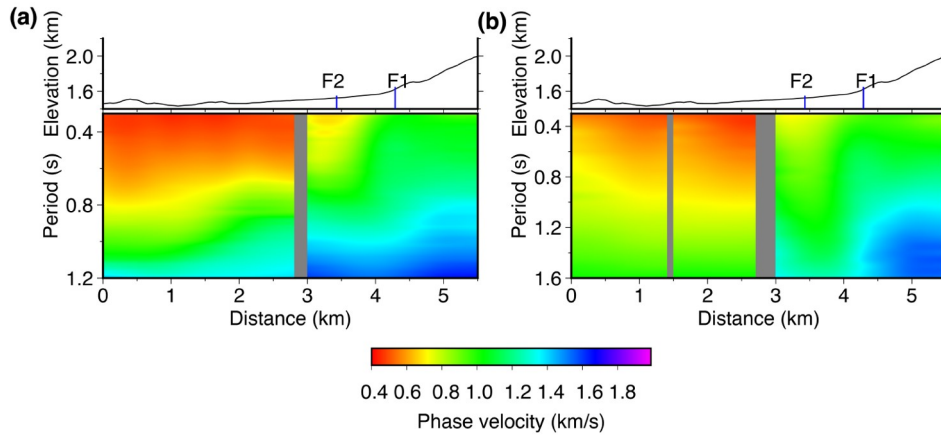 (a)
(b)
Elevation (km)
2.0
1.6
F2
F1
Elevation (km)
2.0
1.6
F2
F1
Period (s)
0.4
0.8
1.2
0 1 2 3 4 5
Distance (km)
Period (s)
0.4
0.8
1.2
1.6
0 1 2 3 4 5
Distance (km)
0.4 0.6 0.8 1.0 1.2 1.4 1.6 1.8
Phase velocity (km/s)